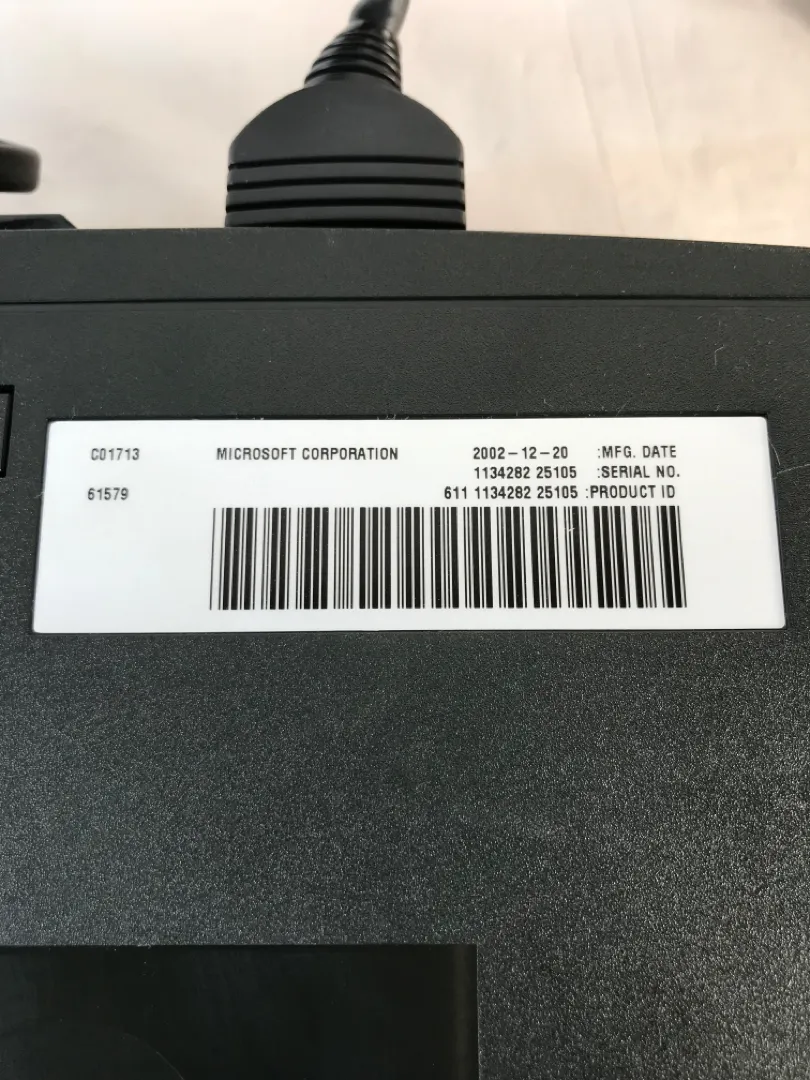 C01713 MICROSOFT CORPORATION 2002-12-20 :MFG. DATE
1134282 25105 :SERIAL NO.
61579 611 1134282 25105 :PRODUCT ID